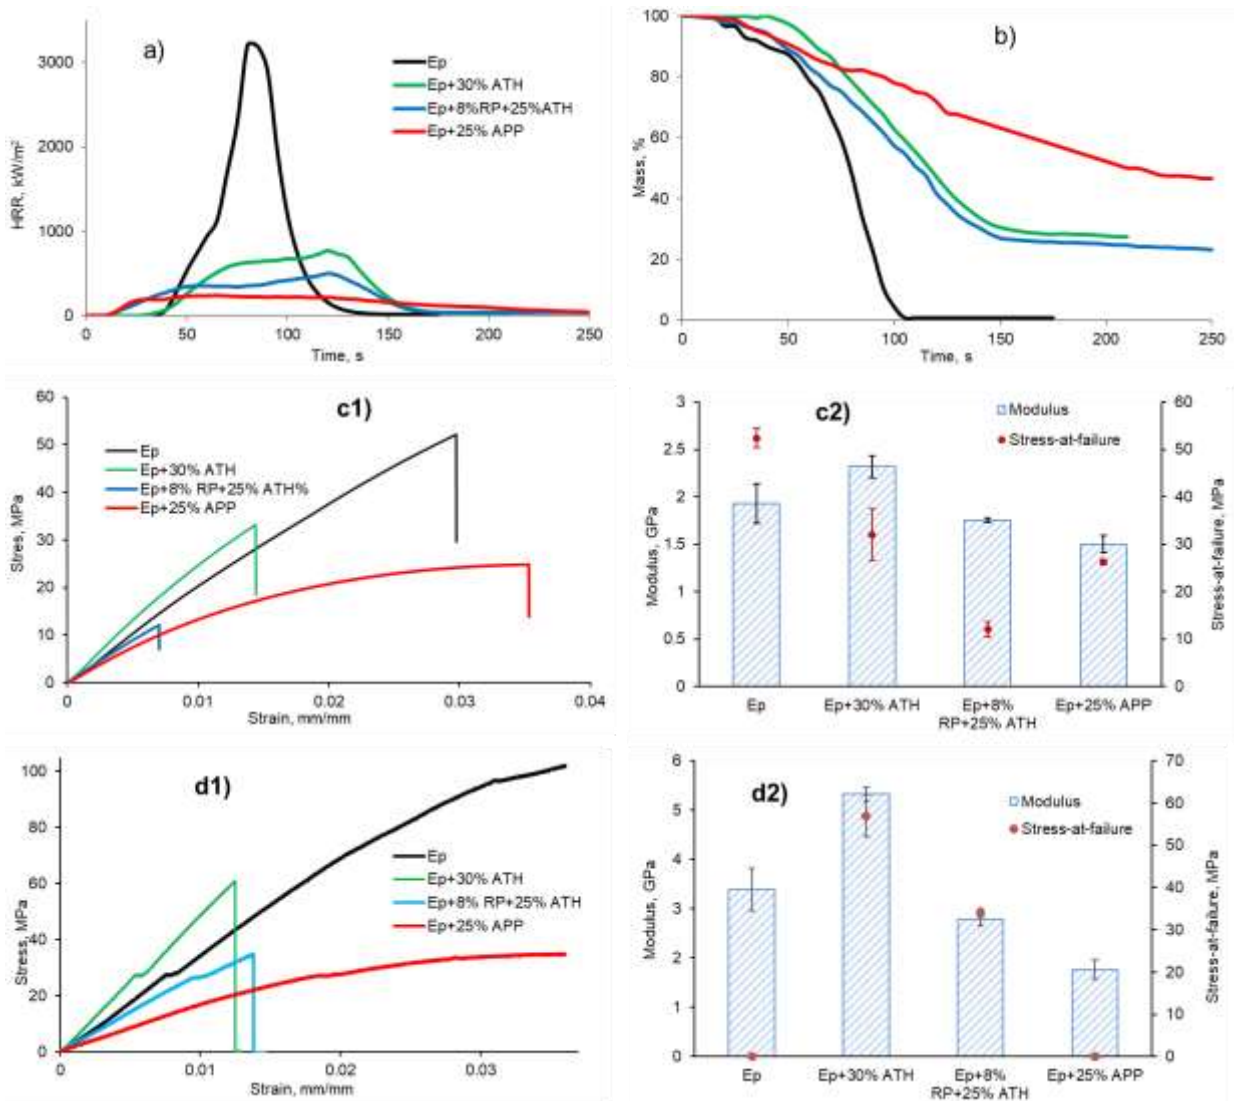 a)
HRR, kW/m²
3000
3000
1000
0
0
50
100
150
200
250
Time, s
Ep
Ep+30% ATH
Ep+8%RP+25%ATH
Ep+25% APP
b)
Mass, %
100
80
60
40
20
0
0
50
100
150
200
250
Time, s
c1)
Stres, MPa
60
50
40
30
20
10
0
0
0.01
0.02
0.03
0.04
Strain, mm/mm
Ep
Ep+30% ATH
Ep+8% RP+25% ATH%
Ep+25% APP
c2)
Modulus, GPa
3
2.5
2
1.5
1
0.5
0
Modulus
Stress-at-failure
60
50
40
30
20
10
0
Stress-at-failure, MPa
Ep
Ep+30% ATH
Ep+8%
RP+25% ATH
Ep+25% APP
d1)
Stress, MPa
100
80
60
40
20
0
0
0.01
0.02
0.03
Strain, mm/mm
Ep
Ep+30% ATH
Ep+8% RP+25% ATH
Ep+25% APP
d2)
Modulus, GPa
6
5
4
3
2
1
0
Modulus
Stress-at-failure
70
60
50
40
30
20
10
0
Stress-at-failure, MPa
Ep
Ep+30% ATH
Ep+8%
RP+25% ATH
Ep+25% APP